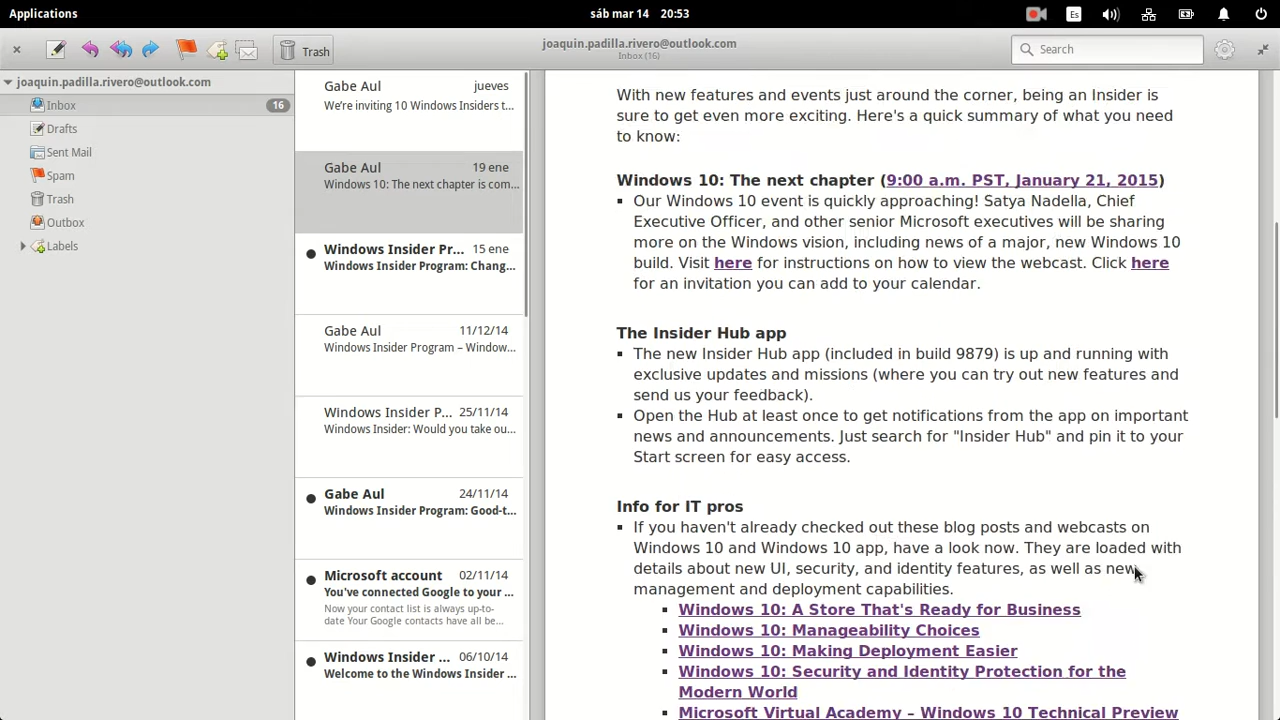 Applications
sáb mar 14 20:53
Es
Trash
joaquin.padilla.rivero@outlook.com
Inbox (16)
Search
joaquin.padilla.rivero@outlook.com
Inbox 16
Drafts
Sent Mail
Spam
Trash
Outbox
Labels
Gabe Aul jueves
We're inviting 10 Windows Insiders t...
Gabe Aul 19 ene
Windows 10: The next chapter is com...
Windows Insider Pr... 15 ene
Windows Insider Program: Chang...
Gabe Aul 11/12/14
Windows Insider Program – Window...
Windows Insider P... 25/11/14
Windows Insider: Would you take ou...
Gabe Aul 24/11/14
Windows Insider Program: Good-t...
Microsoft account 02/11/14
You've connected Google to your ...
Now your contact list is always up-to-
date Your Google contacts have all be...
Windows Insider ... 06/10/14
Welcome to the Windows Insider ...
With new features and events just around the corner, being an Insider is
sure to get even more exciting. Here's a quick summary of what you need
to know:
Windows 10: The next chapter (9:00 a.m. PST, January 21, 2015)
▪ Our Windows 10 event is quickly approaching! Satya Nadella, Chief
Executive Officer, and other senior Microsoft executives will be sharing
more on the Windows vision, including news of a major, new Windows 10
build. Visit here for instructions on how to view the webcast. Click here
for an invitation you can add to your calendar.
The Insider Hub app
▪ The new Insider Hub app (included in build 9879) is up and running with
exclusive updates and missions (where you can try out new features and
send us your feedback).
▪ Open the Hub at least once to get notifications from the app on important
news and announcements. Just search for "Insider Hub" and pin it to your
Start screen for easy access.
Info for IT pros
▪ If you haven't already checked out these blog posts and webcasts on
Windows 10 and Windows 10 app, have a look now. They are loaded with
details about new UI, security, and identity features, as well as new
management and deployment capabilities.
▪ Windows 10: A Store That's Ready for Business
▪ Windows 10: Manageability Choices
▪ Windows 10: Making Deployment Easier
▪ Windows 10: Security and Identity Protection for the
Modern World
▪ Microsoft Virtual Academy – Windows 10 Technical Preview